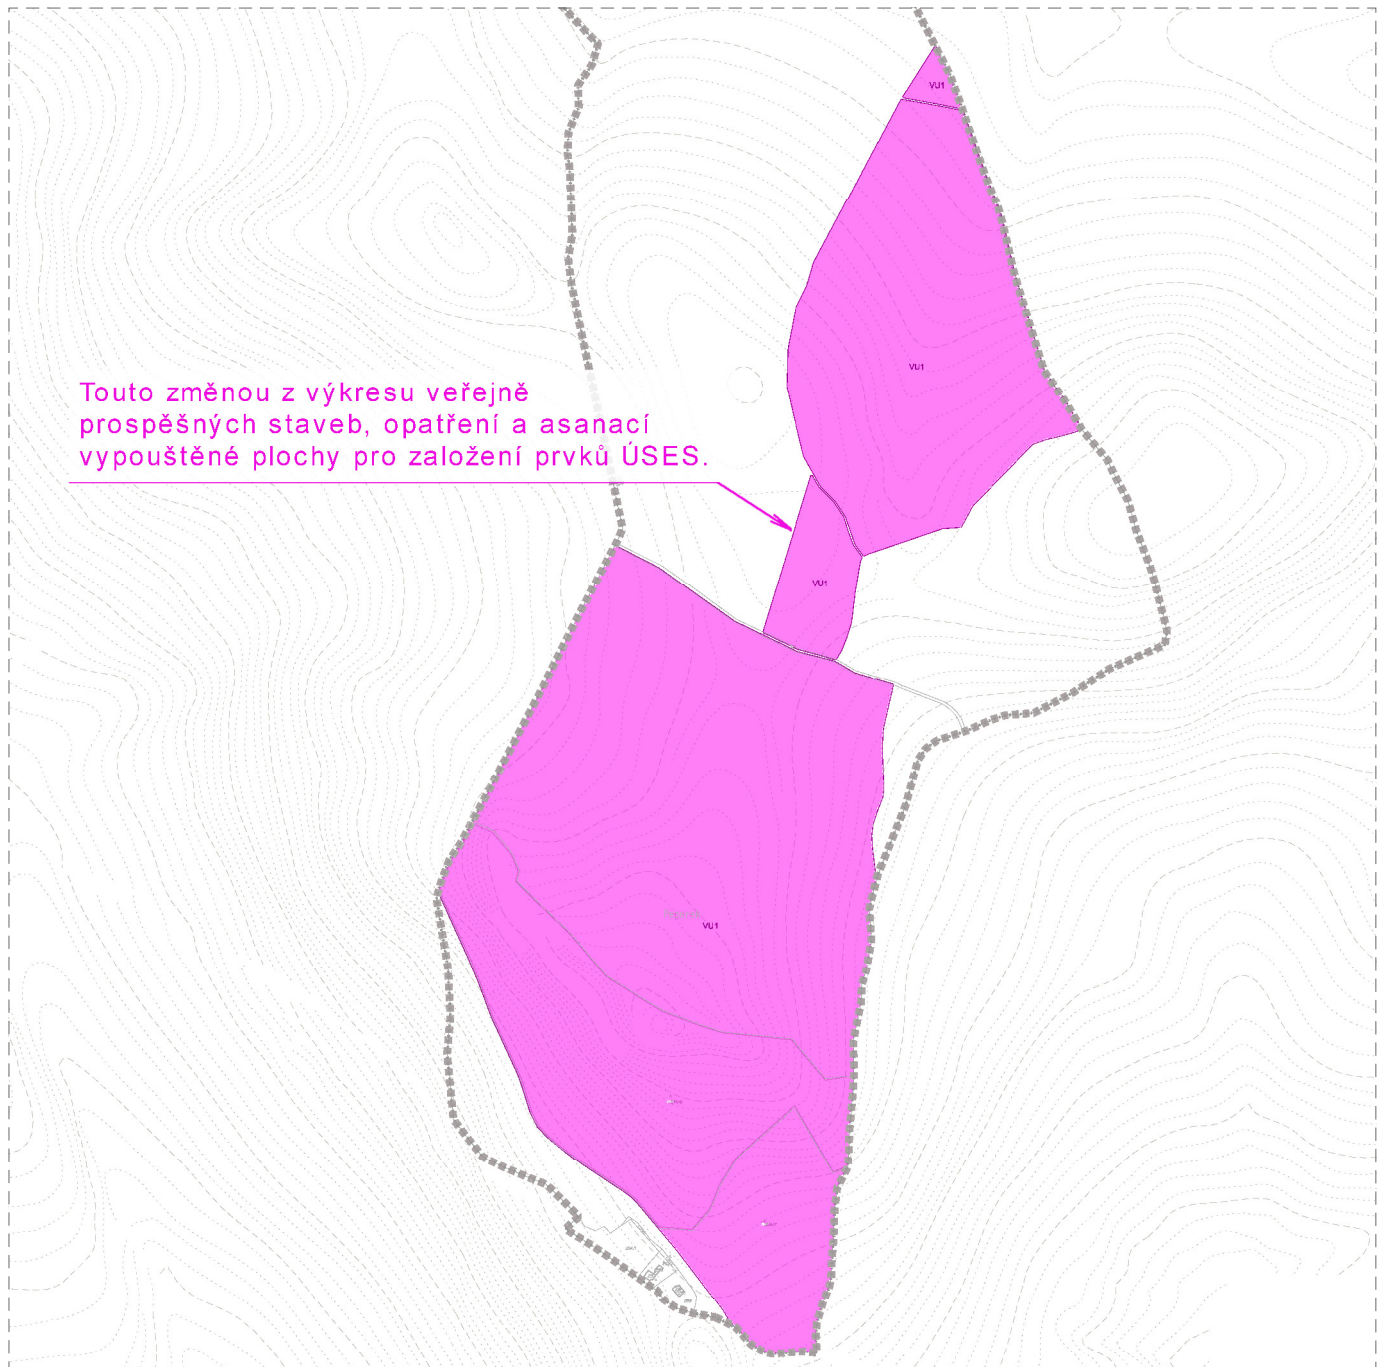 VU1
VU1
Touto změnou z výkresu veřejně
prospěšných staveb, opatření a asanací
vypouštěné plochy pro založení prvků ÚSES.
VU1
VU1